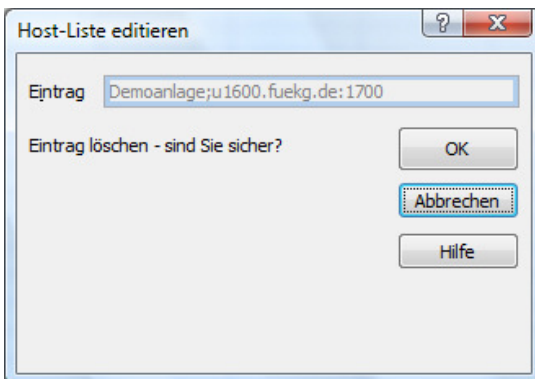 Host-Liste editieren
?
Eintrag Demoanlage;u1600.fuekg.de:1700
Eintrag löschen - sind Sie sicher?
OK
Abbrechen
Hilfe